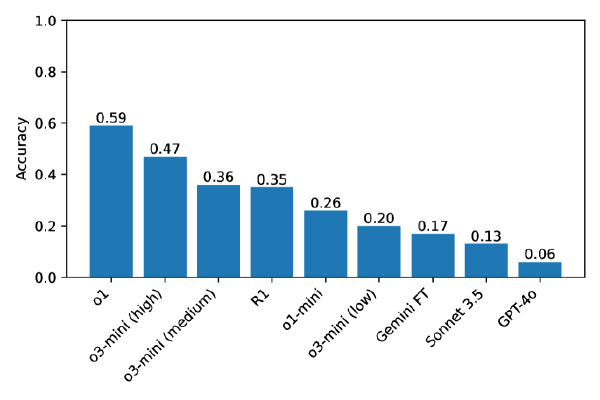 1.0
0.8
0.6
0.4
0.2
0.0
Accuracy
0.59
0.47
0.36
0.35
0.26
0.20
0.17
0.13
0.06
o1
o3-mini (high)
o3-mini (medium)
R1
o1-mini
o3-mini (low)
Gemini FT
Sonnet 3.5
GPT-4o